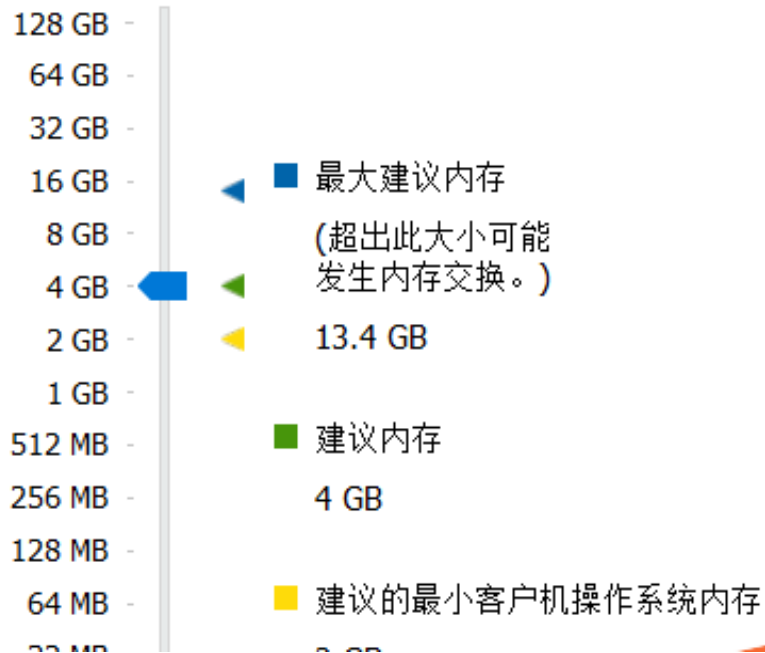 128 GB
64 GB
32 GB
16 GB
8 GB
4 GB
2 GB
1 GB
512 MB
256 MB
128 MB
64 MB
最大建议内存
(超出此大小可能
发生内存交换。)
13.4 GB
建议内存
4 GB
建议的最小客户机操作系统内存